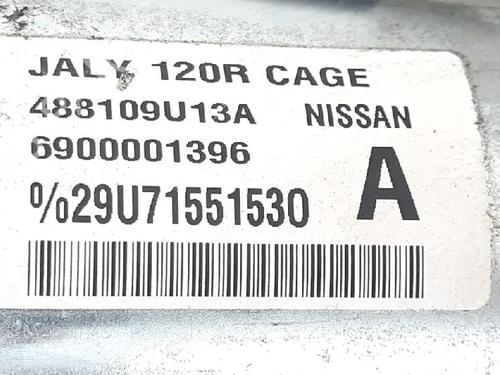 JALY 120R CAGE
488109U13A NISSAN
6900001396
%29U71551530 A